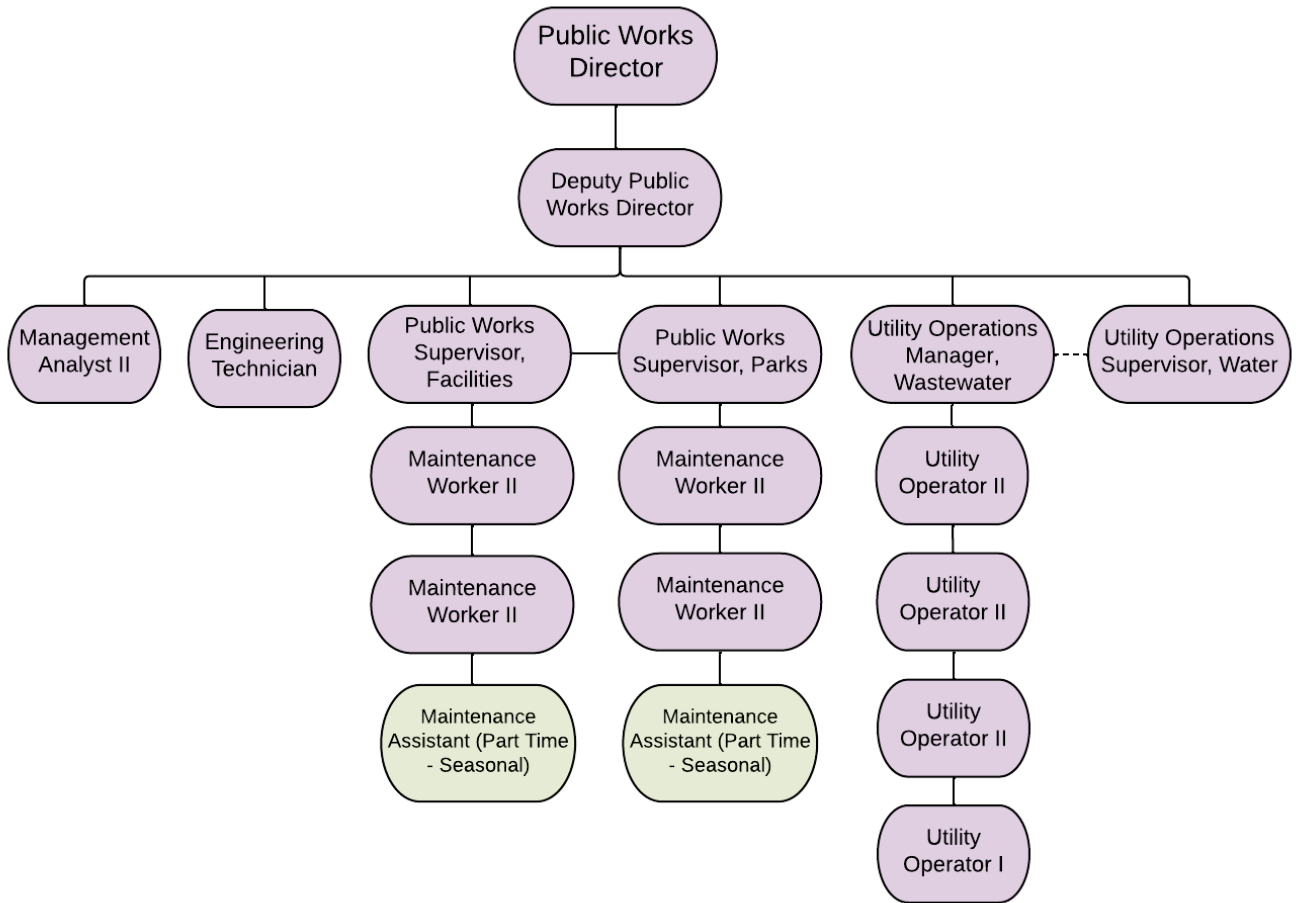 Public Works
Director
Deputy Public
Works Director
Management
Analyst II
Engineering
Technician
Public Works
Supervisor,
Facilities
Public Works
Supervisor, Parks
Utility Operations
Manager,
Wastewater
Utility Operations
Supervisor, Water
Maintenance
Worker II
Maintenance
Worker II
Utility
Operator II
Maintenance
Worker II
Maintenance
Worker II
Utility
Operator II
Maintenance
Assistant (Part Time
- Seasonal)
Maintenance
Assistant (Part Time
- Seasonal)
Utility
Operator II
Utility
Operator I